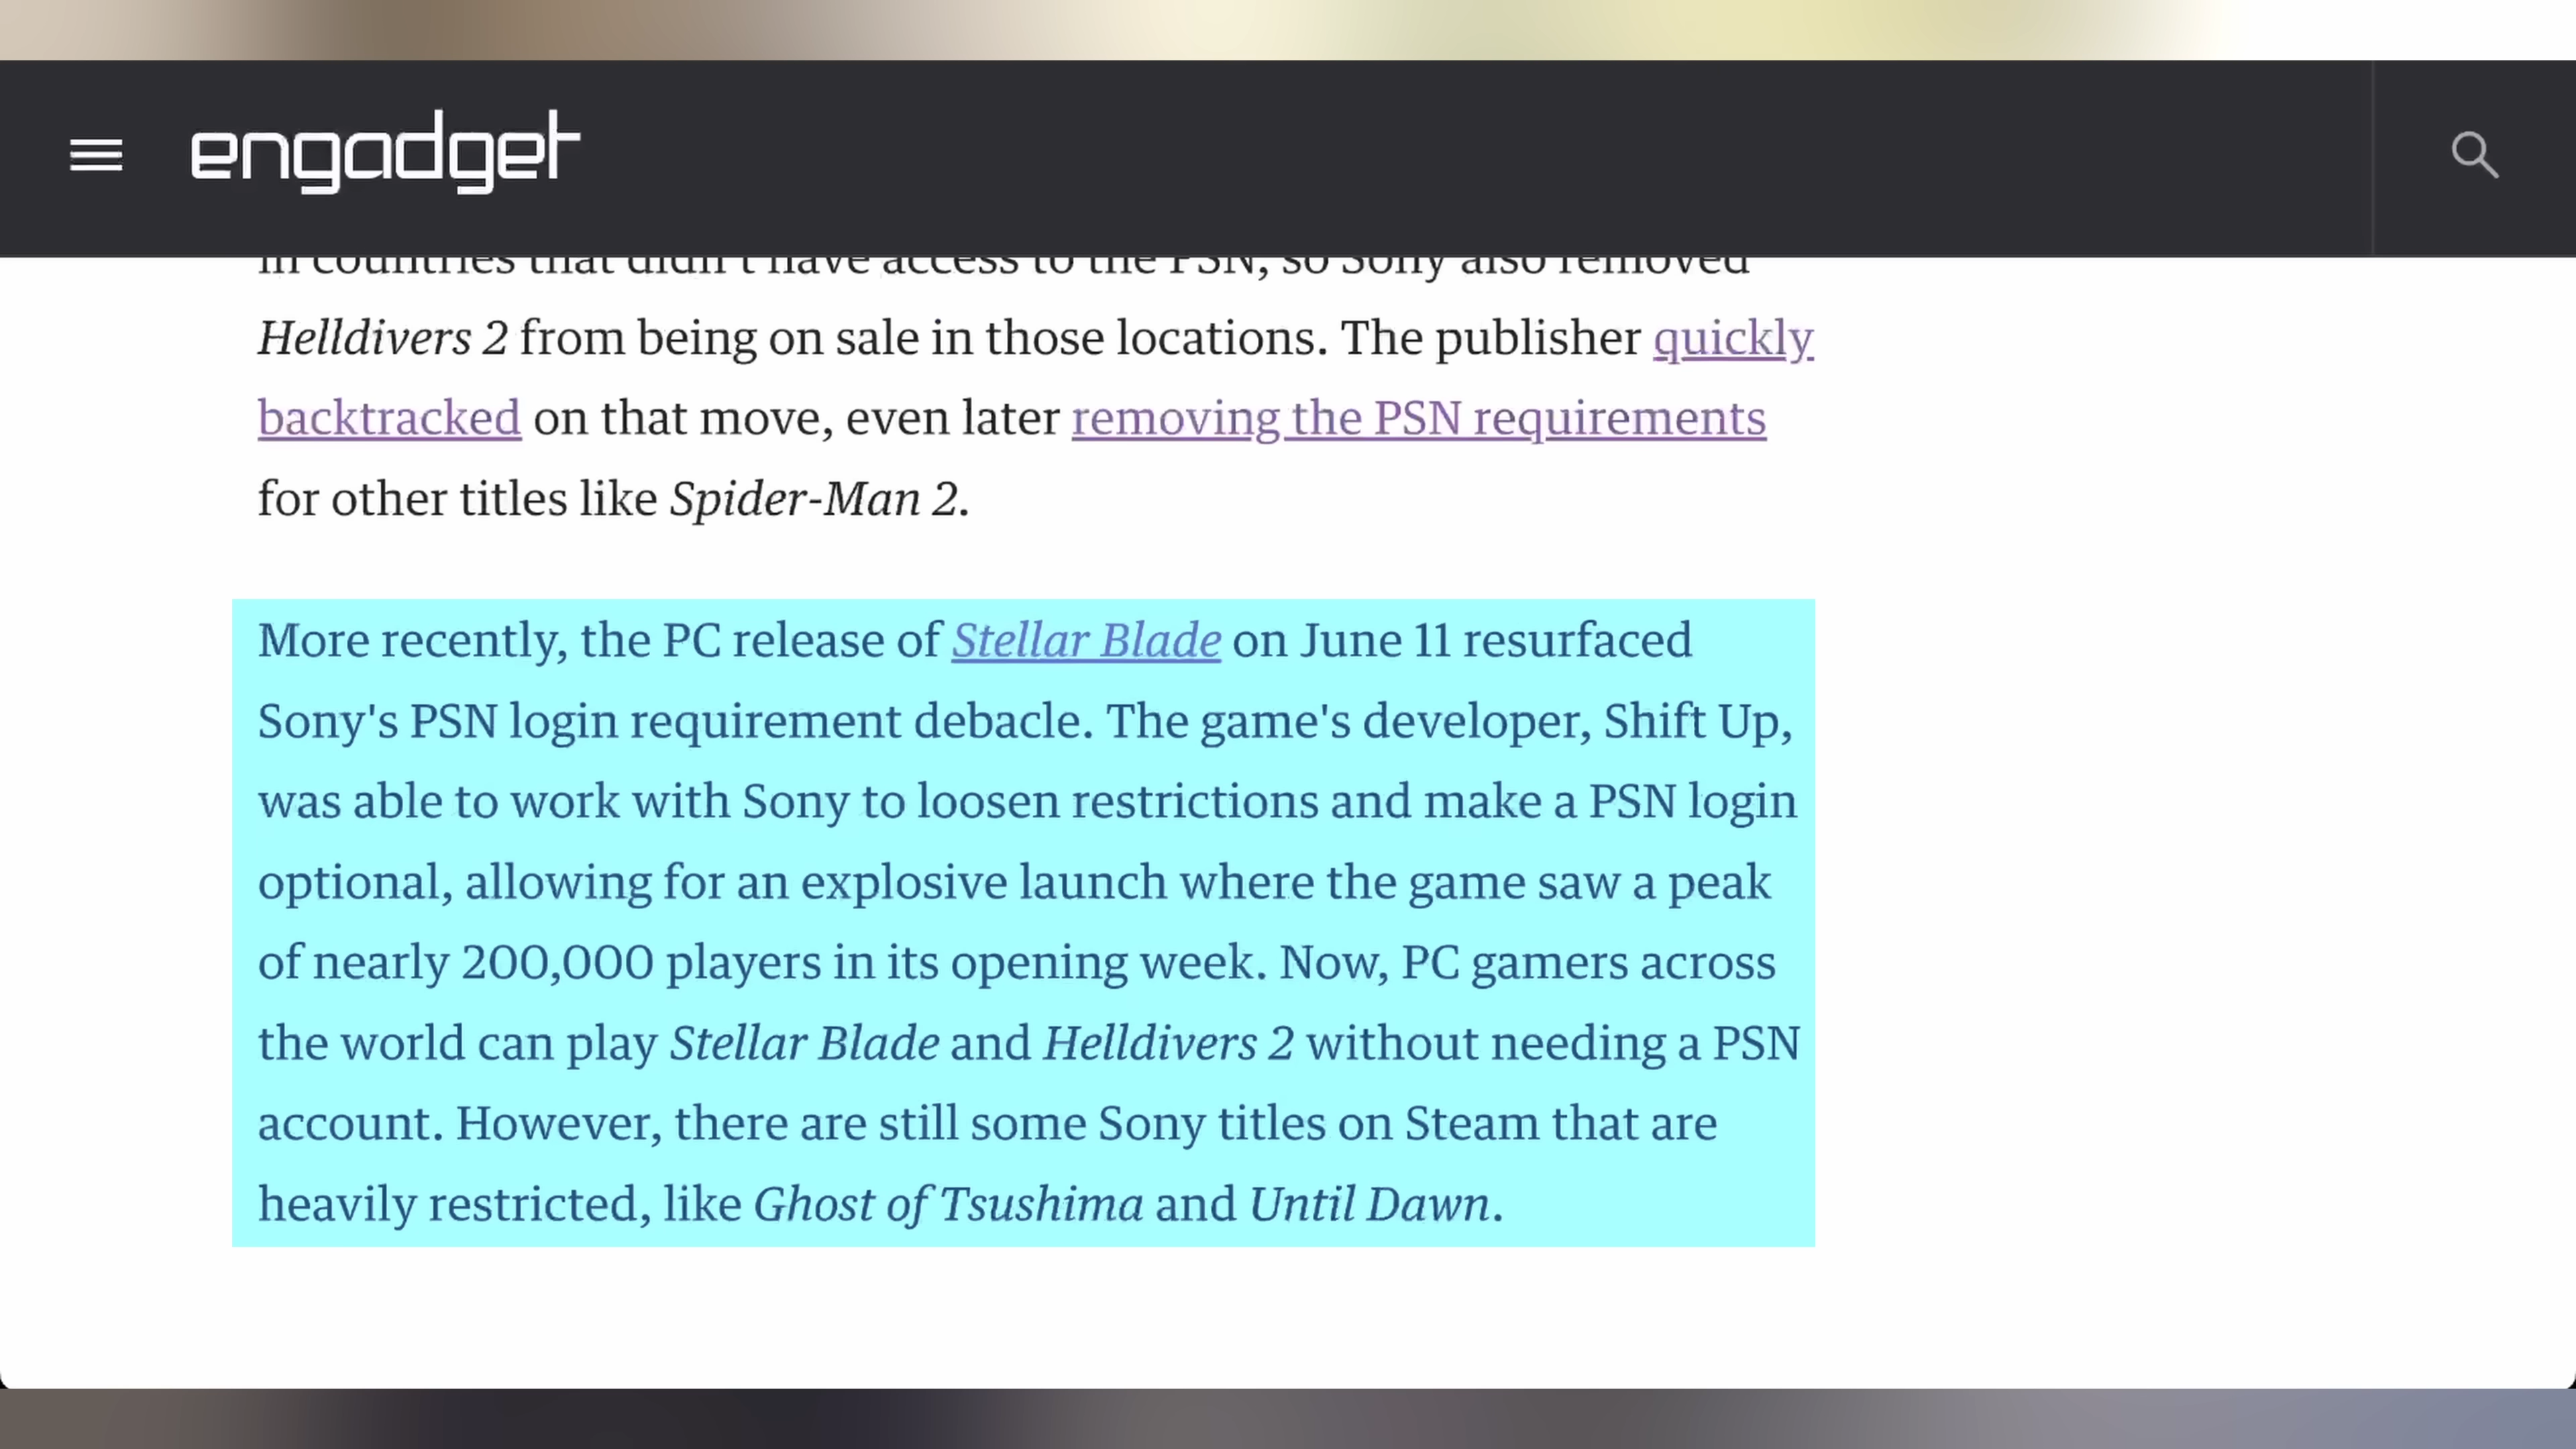 engadget
in countries that didn't have access to the PSN, so Sony also removed
Helldivers 2 from being on sale in those locations. The publisher quickly
backtracked on that move, even later removing the PSN requirements
for other titles like Spider-Man 2.
More recently, the PC release of Stellar Blade on June 11 resurfaced
Sony's PSN login requirement debacle. The game's developer, Shift Up,
was able to work with Sony to loosen restrictions and make a PSN login
optional, allowing for an explosive launch where the game saw a peak
of nearly 200,000 players in its opening week. Now, PC gamers across
the world can play Stellar Blade and Helldivers 2 without needing a PSN
account. However, there are still some Sony titles on Steam that are
heavily restricted, like Ghost of Tsushima and Until Dawn.